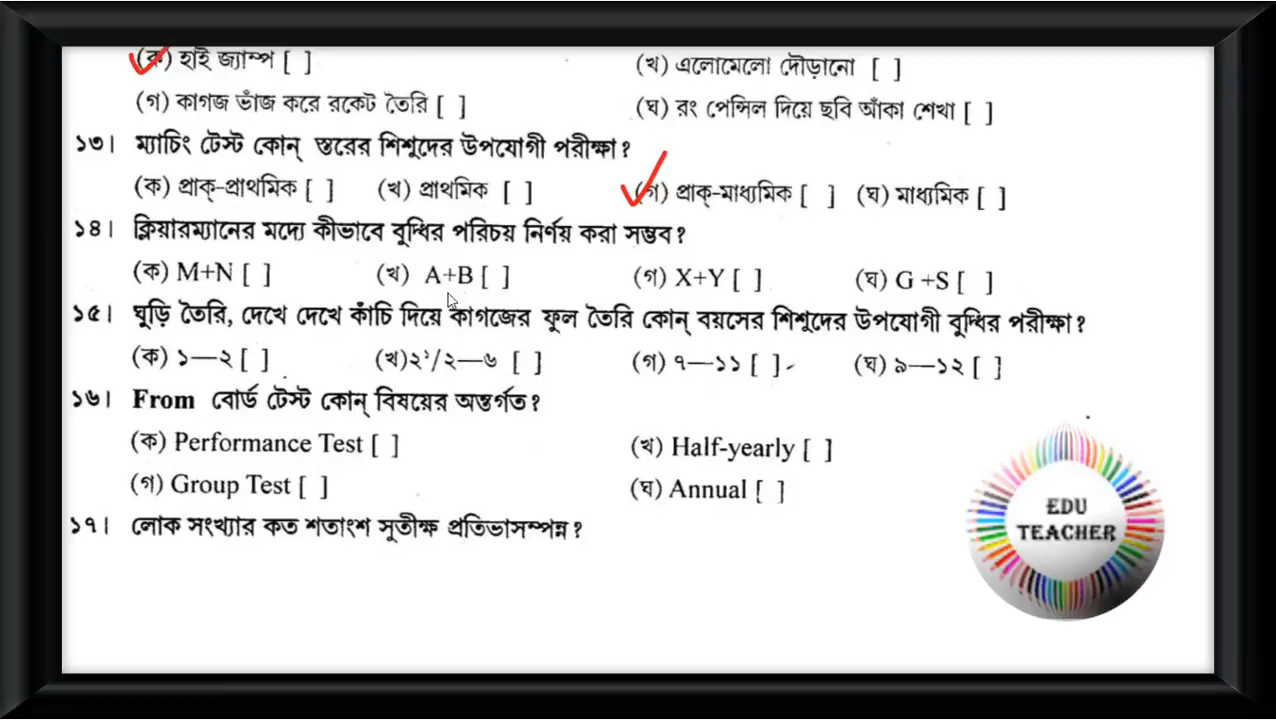 (ক) হাই জ্যাম্প [ ] (খ) এলোমেলো দৌড়ানো [ ]
(গ) কাগজ ভাঁজ করে রকেট তৈরি [ ] (ঘ) রং পেন্সিল দিয়ে ছবি আঁকা শেখা [ ]
১৩। ম্যাচিং টেস্ট কোন্ স্তরের শিশুদের উপযোগী পরীক্ষা?
(ক) প্রাক্-প্রাথমিক [ ] (খ) প্রাথমিক [ ] (গ) প্রাক্-মাধ্যমিক [ ] (ঘ) মাধ্যমিক [ ]
১৪। স্পিয়ারম্যানের মদ্যে কীভাবে বুদ্ধির পরিচয় নির্ণয় করা সম্ভব?
(ক) M+N [ ] (খ) A+B [ ] (গ) X+Y [ ] (ঘ) G +S [ ]
১৫। ঘুড়ি তৈরি, দেখে দেখে কাঁচি দিয়ে কাগজের ফুল তৈরি কোন্ বয়সের শিশুদের উপযোগী বুদ্ধির পরীক্ষা?
(ক) ১—২ [ ] (খ)২¹/২—৬ [ ] (গ) ৭—১১ [ ] (ঘ) ৯—১২ [ ]
১৬। From বোর্ড টেস্ট কোন্ বিষয়ের অন্তর্গত?
(ক) Performance Test [ ] (খ) Half-yearly [ ]
(গ) Group Test [ ] (ঘ) Annual [ ]
১৭। লোক সংখ্যার কত শতাংশ সুতীক্ষ প্রতিভাসম্পন্ন?
EDU
TEACHER